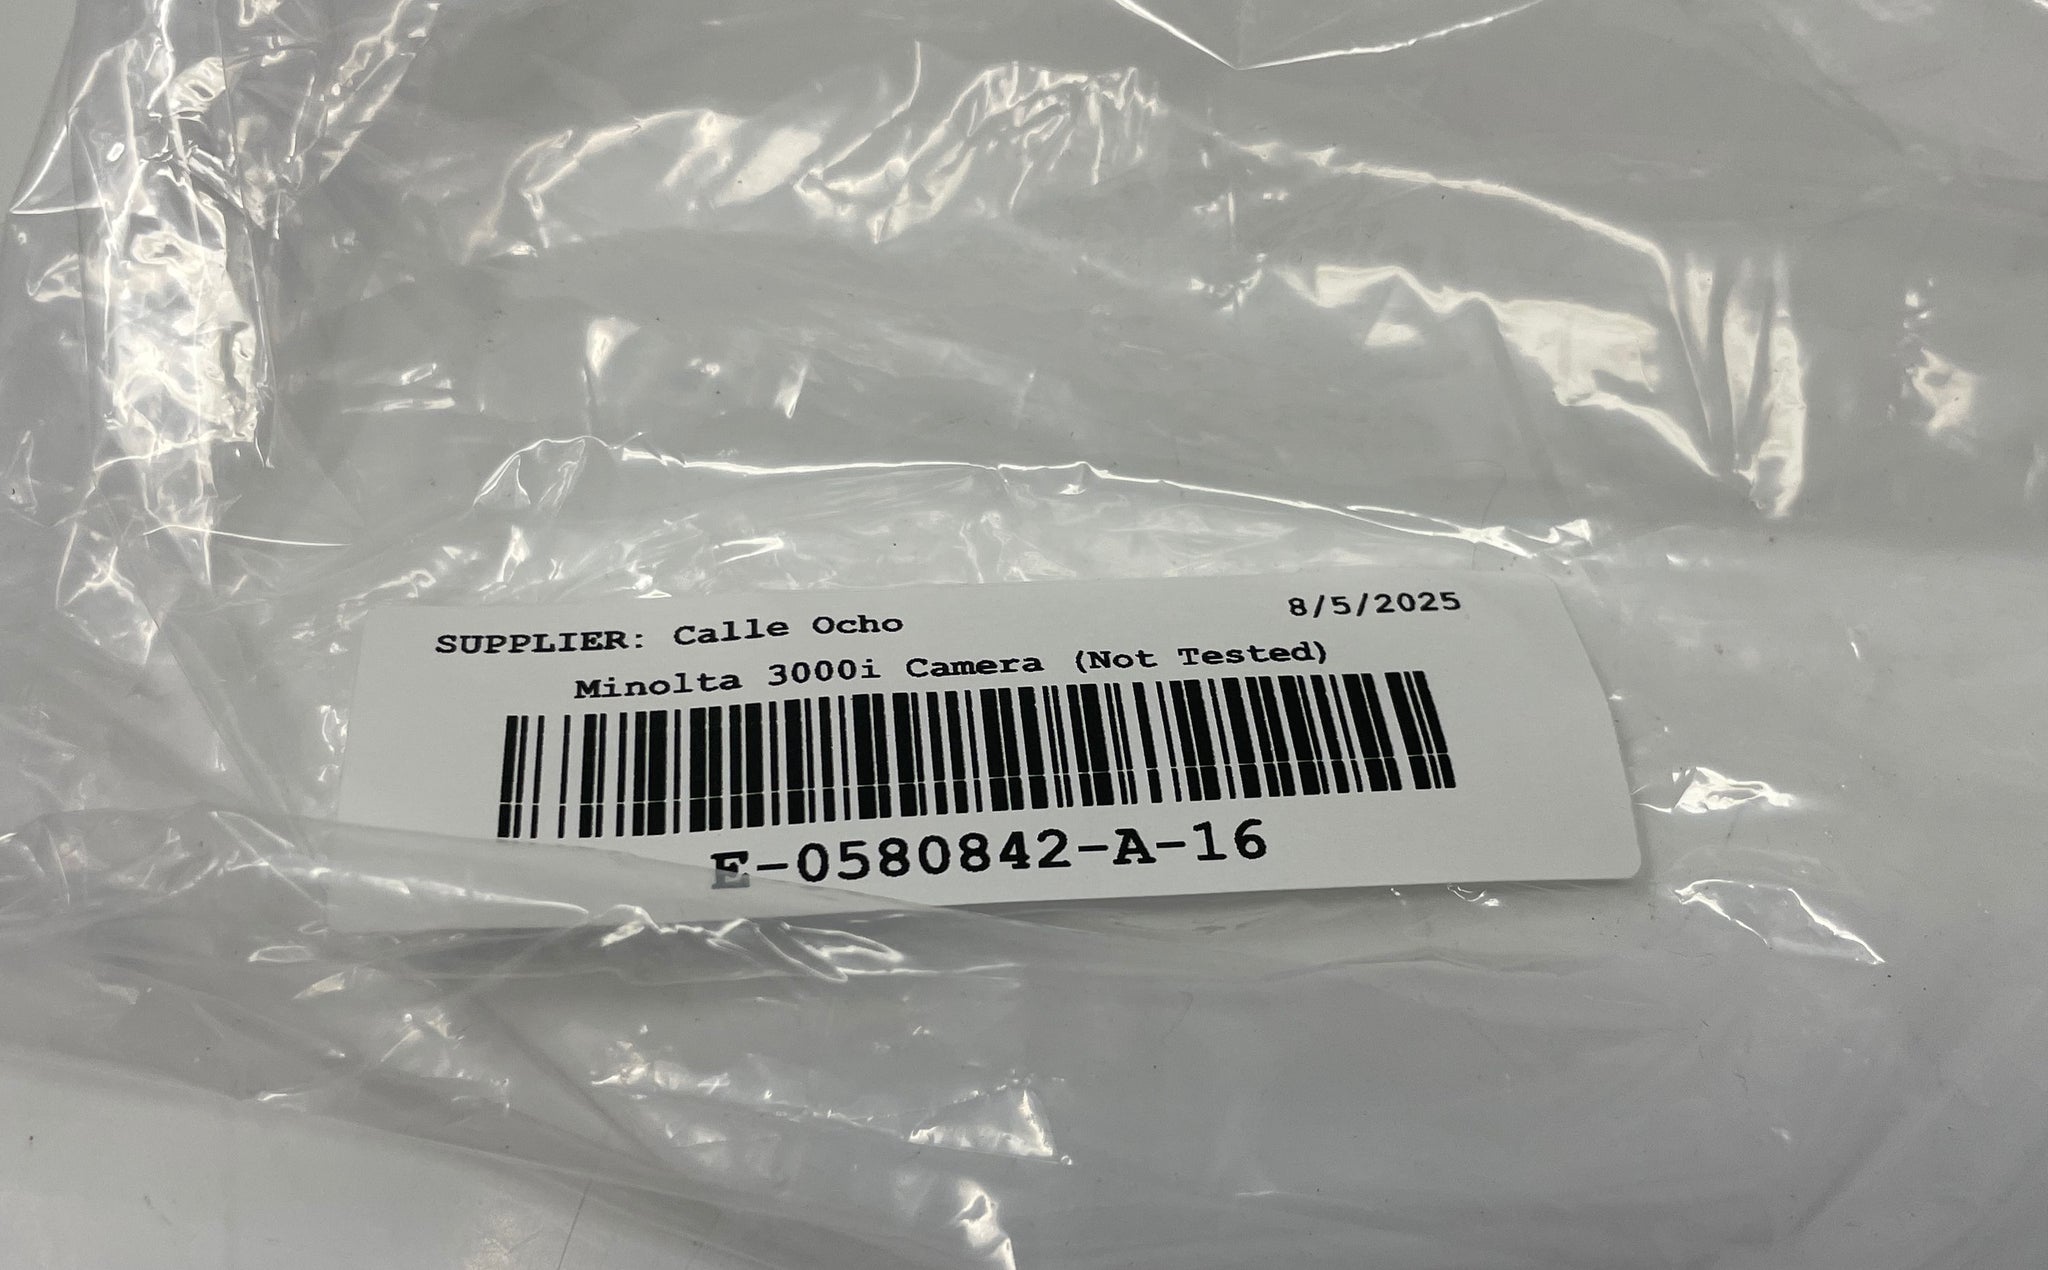 SUPPLIER: Calle Ocho 8/5/2025
Minolta 3000i Camera (Not Tested)
E-0580842-A-16